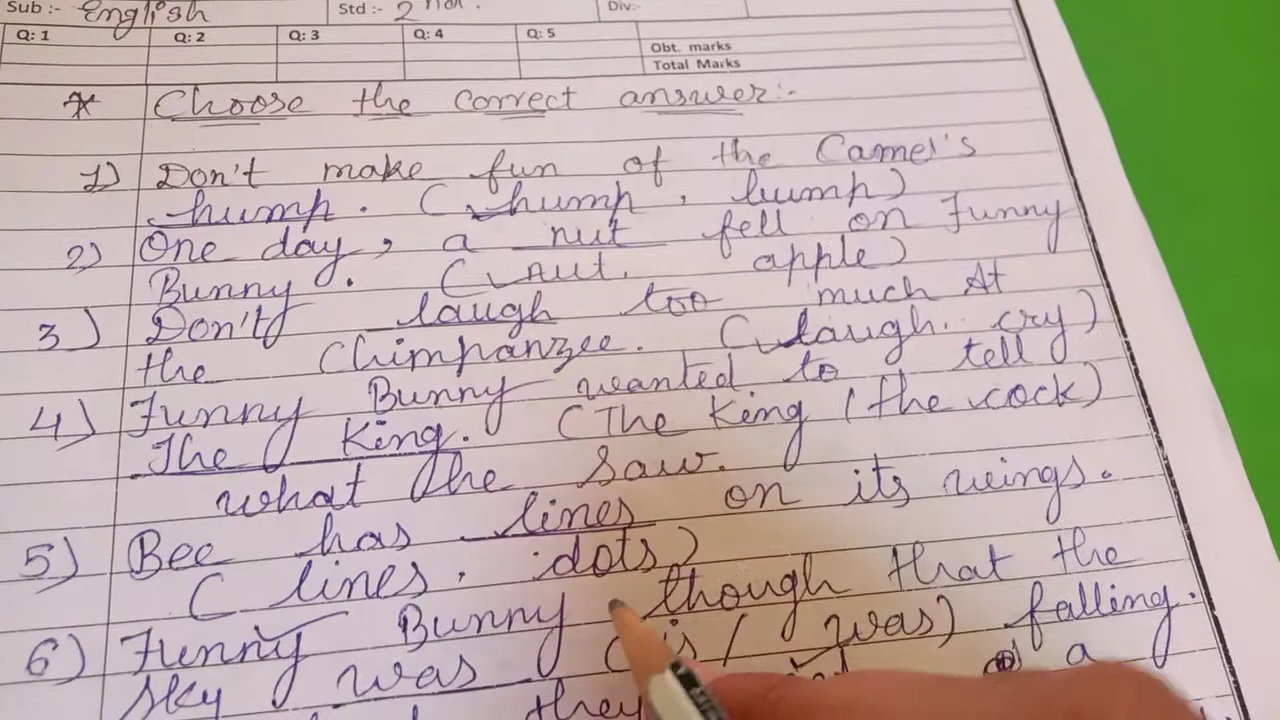 Sub :- English Std :- 2 Div:-
Q: 1 Q: 2 Q: 3 Q: 4 Q: 5
Obt. marks
Total Marks
* Choose the correct answer:-
1) Don't make fun of the Camel's
hump. ( hump, bump)
2) One day, a nut fell on Funny
Bunny. ( nut. apple)
3) Don't laugh too much At
the Chimpanzee. ( laugh. cry)
4) Funny Bunny wanted to tell
The King. (The King / the cock)
what the saw.
5) Bee has lines on its wings.
( lines, dots)
6) Funny Bunny though that the
sky was ( is / was) falling.
they a